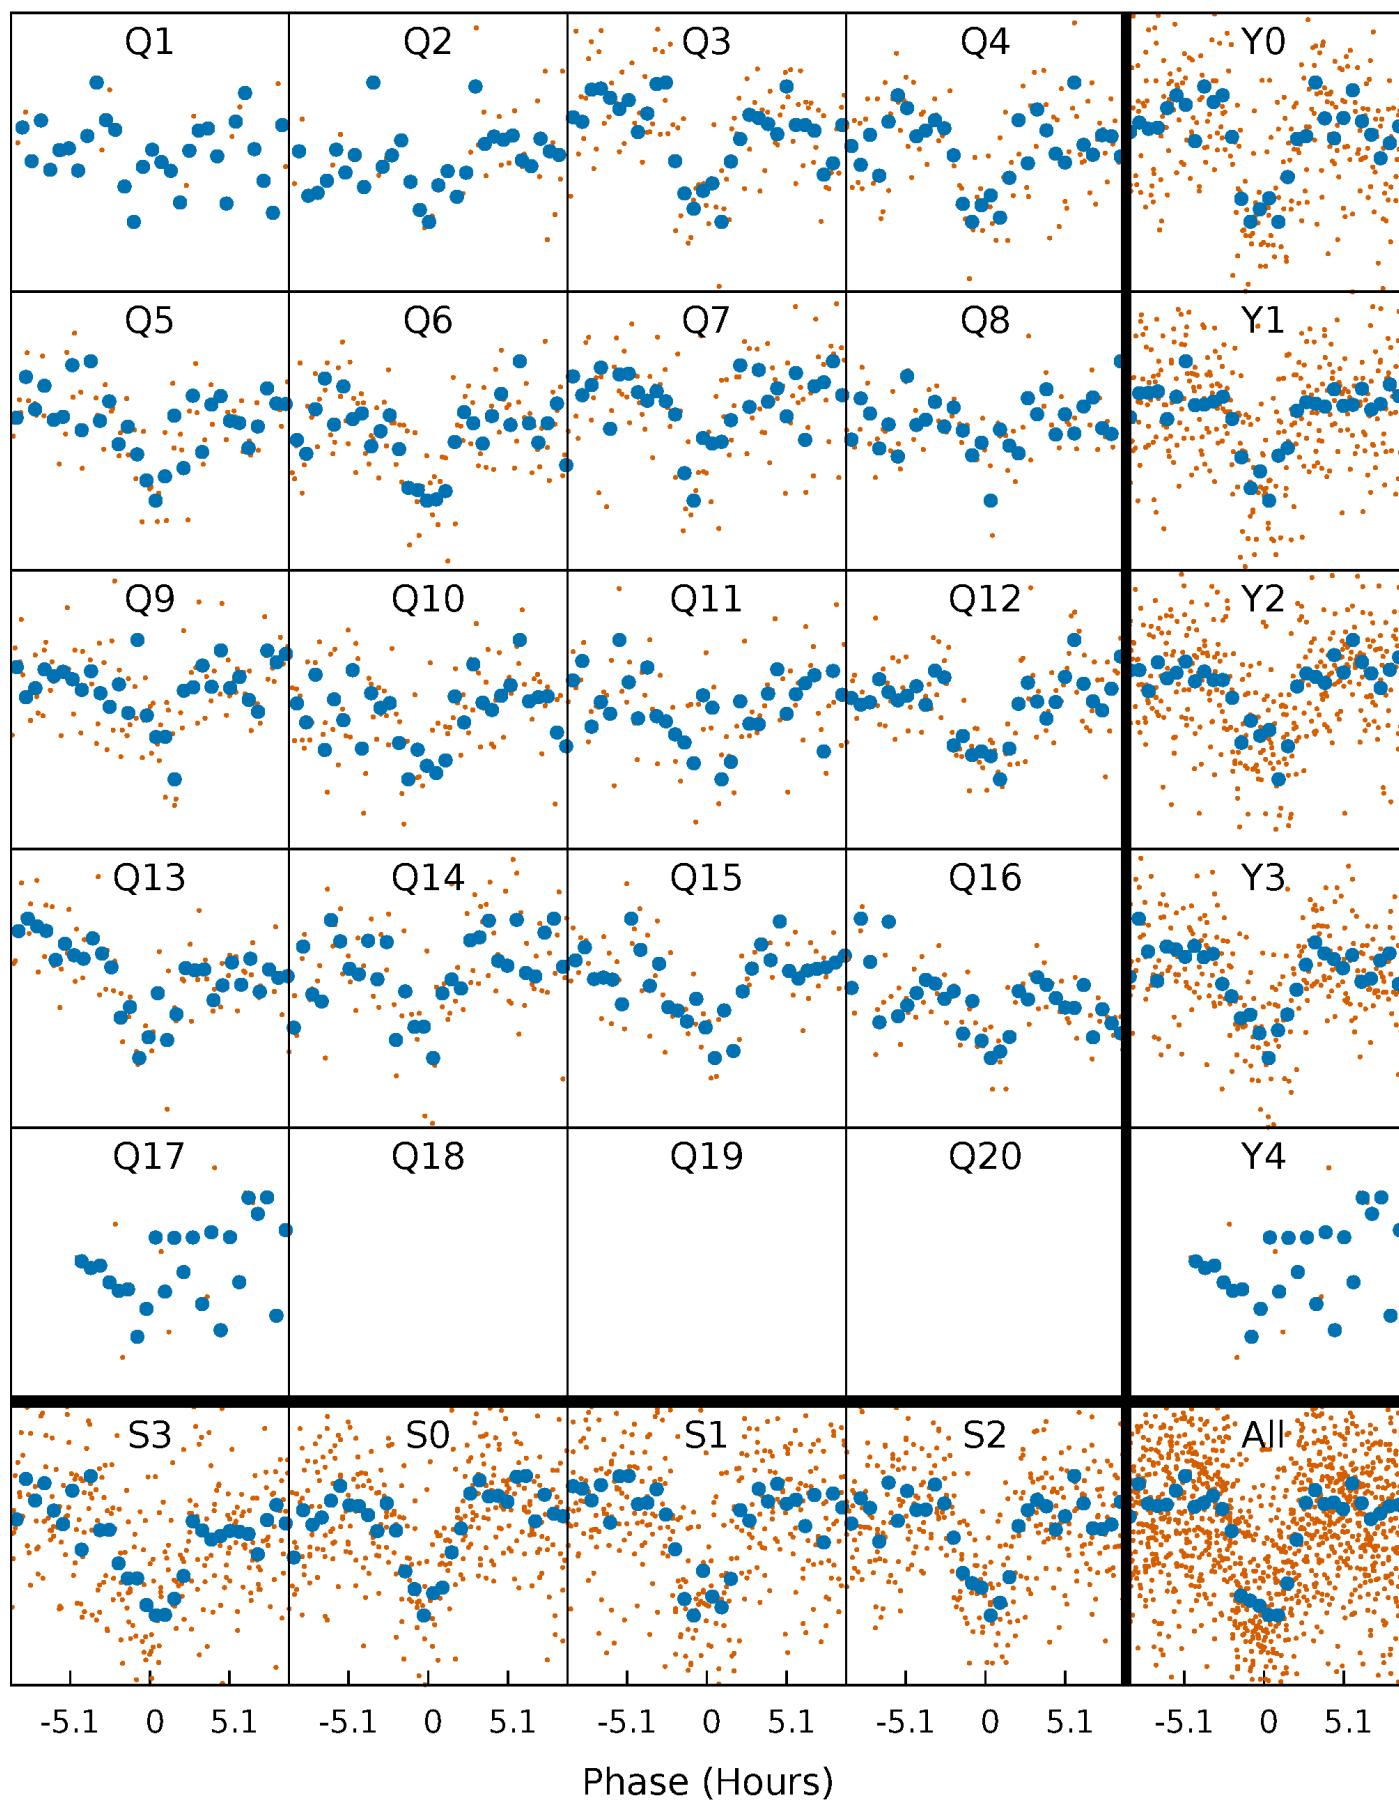 Q1 Q2 Q3 Q4 Y0
Q5 Q6 Q7 Q8 Y1
Q9 Q10 Q11 Q12 Y2
Q13 Q14 Q15 Q16 Y3
Q17 Q18 Q19 Q20 Y4
S3 S0 S1 S2 All
-5.1 0 5.1 -5.1 0 5.1 -5.1 0 5.1 -5.1 0 5.1 -5.1 0 5.1
Phase (Hours)